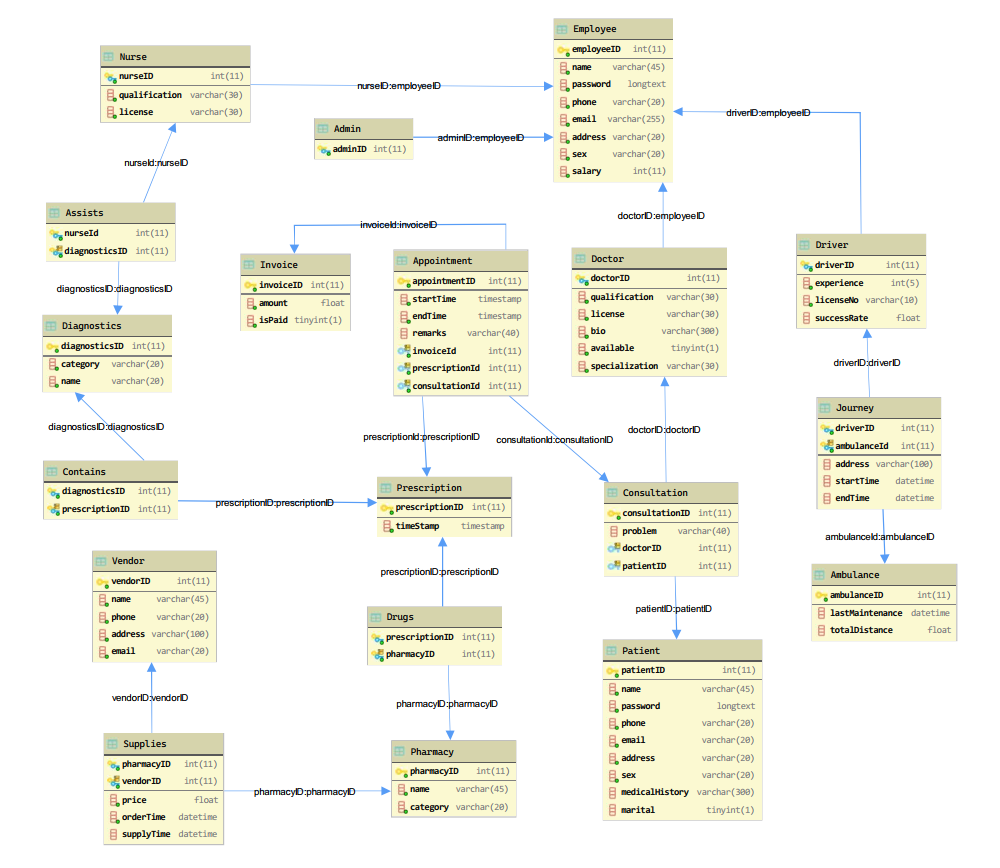 Employee
employeeID int(11)
name varchar(45)
password longtext
phone varchar(20)
email varchar(255)
address varchar(20)
sex varchar(20)
salary int(11)
Nurse
nurseID int(11)
qualification varchar(30)
license varchar(30)
nurseID:employeeID
Admin
adminID int(11)
adminID:employeeID
driverID:employeeID
nurseId:nurseID
Assists
nurseId int(11)
diagnosticsID int(11)
doctorID:employeeID
invoiceId:invoiceID
Invoice
invoiceID int(11)
amount float
isPaid tinyint(1)
Appointment
appointmentID int(11)
startTime timestamp
endTime timestamp
remarks varchar(40)
invoiceId int(11)
prescriptionId int(11)
consultationId int(11)
Doctor
doctorID int(11)
qualification varchar(30)
license varchar(30)
bio varchar(300)
available tinyint(1)
specialization varchar(30)
Driver
driverID int(11)
experience int(5)
licenseNo varchar(10)
successRate float
diagnosticsID:diagnosticsID
Diagnostics
diagnosticsID int(11)
category varchar(20)
name varchar(20)
driverID:driverID
Journey
driverID int(11)
ambulanceId int(11)
address varchar(100)
startTime datetime
endTime datetime
diagnosticsID:diagnosticsID
prescriptionId:prescriptionID
consultationId:consultationID
doctorID:doctorID
Contains
diagnosticsID int(11)
prescriptionID int(11)
prescriptionID:prescriptionID
Prescription
prescriptionID int(11)
timeStamp timestamp
Consultation
consultationID int(11)
problem varchar(40)
doctorID int(11)
patientID int(11)
ambulanceId:ambulanceID
Ambulance
ambulanceID int(11)
lastMaintenance datetime
totalDistance float
Vendor
vendorID int(11)
name varchar(45)
phone varchar(20)
address varchar(100)
email varchar(20)
prescriptionID:prescriptionID
Drugs
prescriptionID int(11)
pharmacyID int(11)
patientID:patientID
Patient
patientID int(11)
name varchar(45)
password longtext
phone varchar(20)
email varchar(20)
address varchar(20)
sex varchar(20)
medicalHistory varchar(300)
marital tinyint(1)
vendorID:vendorID
pharmacyID:pharmacyID
Supplies
pharmacyID int(11)
vendorID int(11)
price float
orderTime datetime
supplyTime datetime
pharmacyID:pharmacyID
Pharmacy
pharmacyID int(11)
name varchar(45)
category varchar(20)